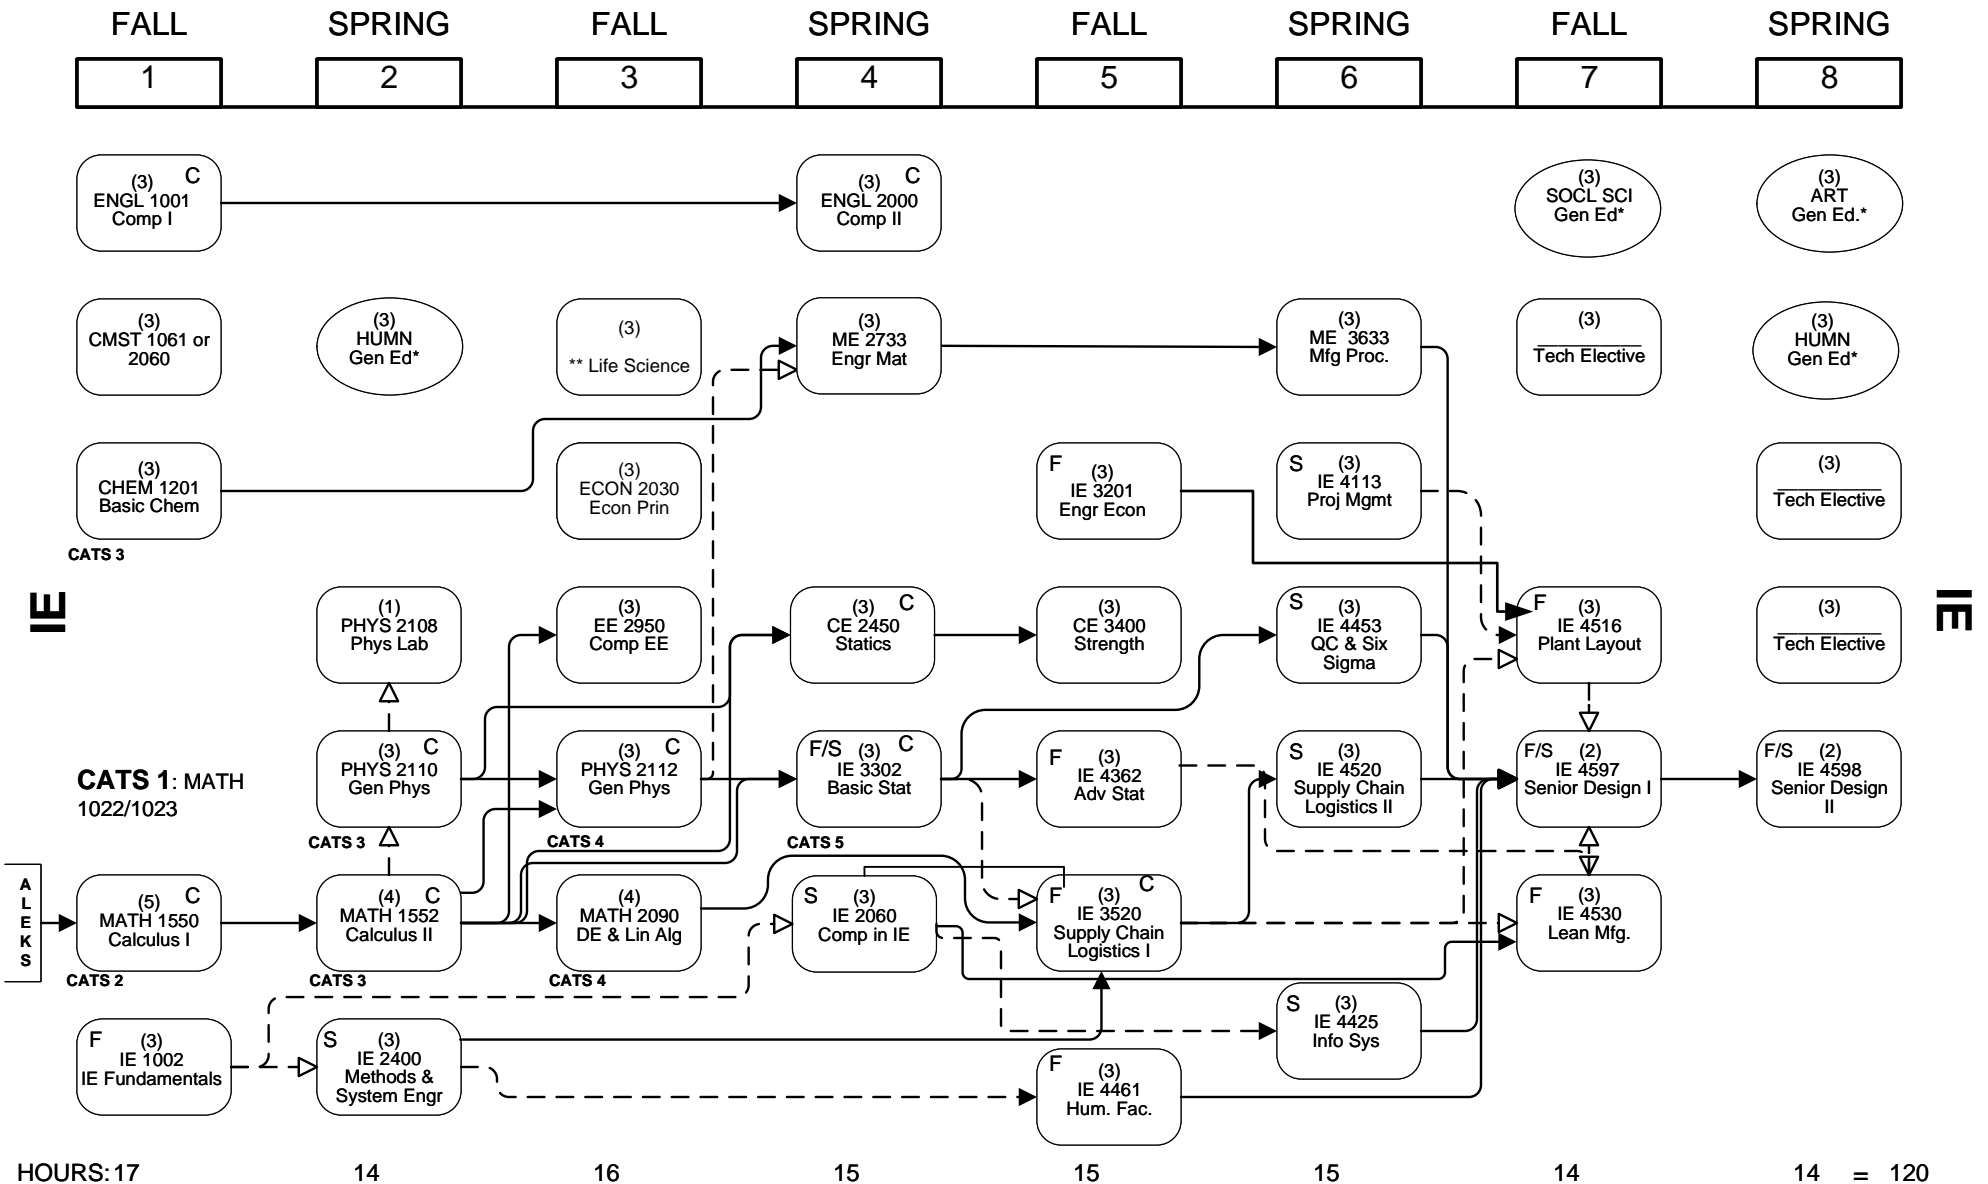 FALL SPRING FALL SPRING FALL SPRING FALL SPRING
1 2 3 4 5 6 7 8
(3) C
ENGL 1001
Comp I
(3) C
ENGL 2000
Comp II
(3)
SOCL SCI
Gen Ed*
(3)
ART
Gen Ed.*
(3)
CMST 1061 or
2060
(3)
HUMN
Gen Ed*
(3)
** Life Science
(3)
ME 2733
Engr Mat
(3)
ME 3633
Mfg Proc.
(3)
Tech Elective
(3)
HUMN
Gen Ed*
(3)
CHEM 1201
Basic Chem
CATS 3
(3)
ECON 2030
Econ Prin
F (3)
IE 3201
Engr Econ
S (3)
IE 4113
Proj Mgmt
(3)
Tech Elective
IE
(1)
PHYS 2108
Phys Lab
(3)
EE 2950
Comp EE
(3) C
CE 2450
Statics
(3)
CE 3400
Strength
S (3)
IE 4453
QC & Six
Sigma
F (3)
IE 4516
Plant Layout
(3)
Tech Elective
IE
CATS 1: MATH
1022/1023
(3) C
PHYS 2110
Gen Phys
CATS 3
(3) C
PHYS 2112
Gen Phys
CATS 4
F/S (3) C
IE 3302
Basic Stat
CATS 5
F (3)
IE 4362
Adv Stat
S (3)
IE 4520
Supply Chain
Logistics II
F/S (2)
IE 4597
Senior Design I
F/S (2)
IE 4598
Senior Design
II
ALEKS
(5) C
MATH 1550
Calculus I
CATS 2
(4) C
MATH 1552
Calculus II
CATS 3
(4)
MATH 2090
DE & Lin Alg
CATS 4
S (3)
IE 2060
Comp in IE
F (3) C
IE 3520
Supply Chain
Logistics I
F (3)
IE 4530
Lean Mfg.
F (3)
IE 1002
IE Fundamentals
S (3)
IE 2400
Methods &
System Engr
F (3)
IE 4461
Hum. Fac.
S (3)
IE 4425
Info Sys
HOURS: 17 14 16 15 15 15 14 14 = 120